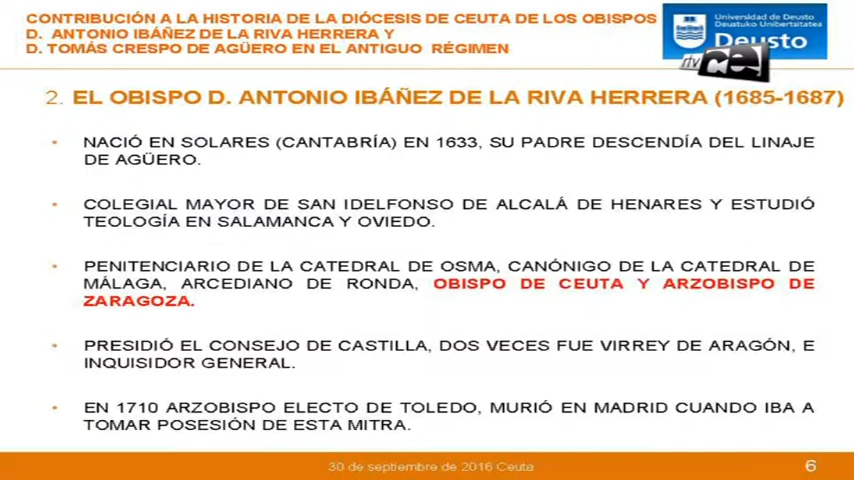 CONTRIBUCIÓN A LA HISTORIA DE LA DIÓCESIS DE CEUTA DE LOS OBISPOS
D. ANTONIO IBÁÑEZ DE LA RIVA HERRERA Y
D. TOMÁS CRESPO DE AGÜERO EN EL ANTIGUO RÉGIMEN
Universidad de Deusto
Deustuko Unibertsitatea
Deusto
rtv ce!
2. EL OBISPO D. ANTONIO IBÁÑEZ DE LA RIVA HERRERA (1685-1687)
• NACIÓ EN SOLARES (CANTABRÍA) EN 1633, SU PADRE DESCENDÍA DEL LINAJE
DE AGÜERO.
• COLEGIAL MAYOR DE SAN IDELFONSO DE ALCALÁ DE HENARES Y ESTUDIÓ
TEOLOGÍA EN SALAMANCA Y OVIEDO.
• PENITENCIARIO DE LA CATEDRAL DE OSMA, CANÓNIGO DE LA CATEDRAL DE
MÁLAGA, ARCEDIANO DE RONDA, OBISPO DE CEUTA Y ARZOBISPO DE
ZARAGOZA.
• PRESIDIÓ EL CONSEJO DE CASTILLA, DOS VECES FUE VIRREY DE ARAGÓN, E
INQUISIDOR GENERAL.
• EN 1710 ARZOBISPO ELECTO DE TOLEDO, MURIÓ EN MADRID CUANDO IBA A
TOMAR POSESIÓN DE ESTA MITRA.
30 de septiembre de 2016 Ceuta
6